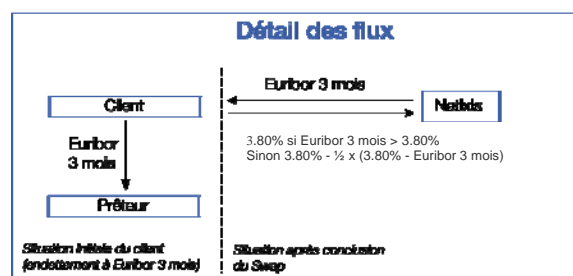 Détail des flux
Euribor 3 mois
Client
Natixis
Euribor
3 mois
3.80% si Euribor 3 mois > 3.80%
Sinon 3.80% - ½ x (3.80% - Euribor 3 mois)
Prêteur
Situation initiale du client
(endettement à Euribor 3 mois)
Situation après conclusion
du Swap